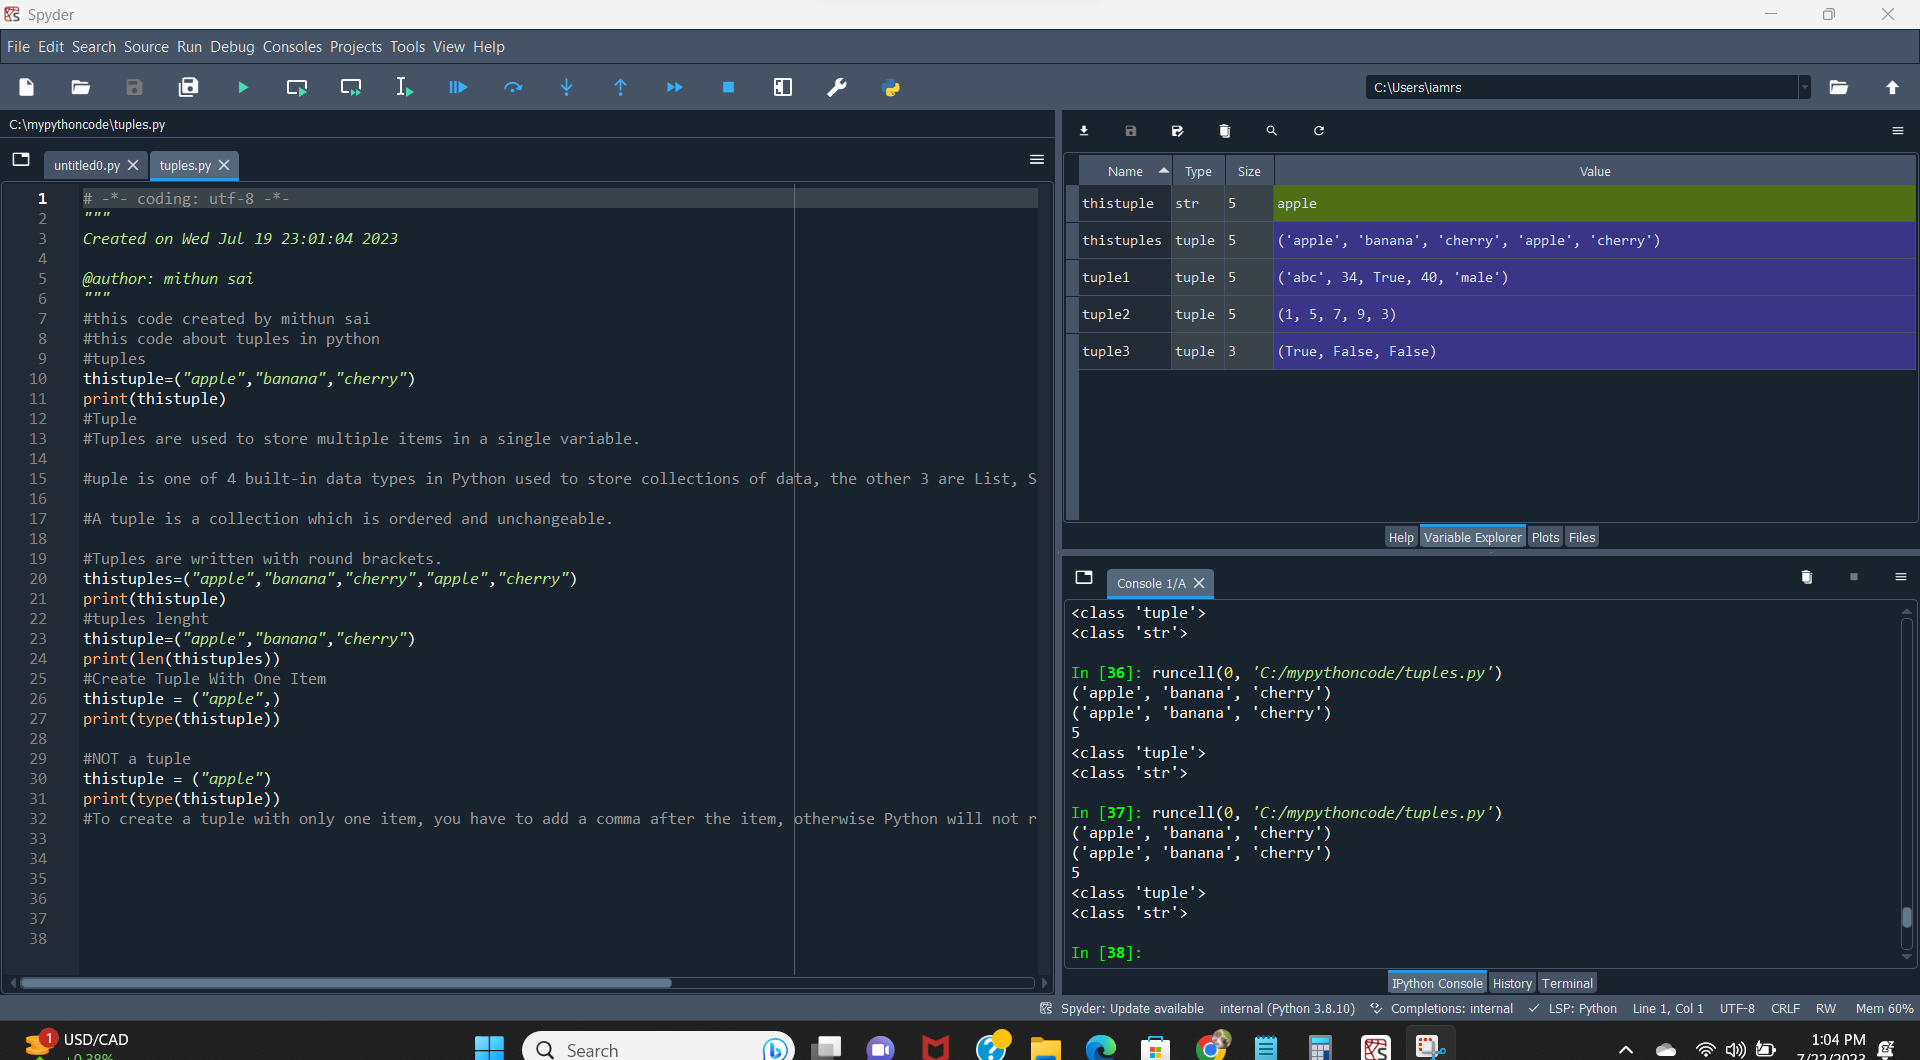 Spyder
File Edit Search Source Run Debug Consoles Projects Tools View Help
C:\Users\iamrs
C:\mypythoncode\tuples.py
untitled0.py
tuples.py
1 # -*- coding: utf-8 -*-
2 """
3 Created on Wed Jul 19 23:01:04 2023
4
5 @author: mithun sai
6 """
7 #this code created by mithun sai
8 #this code about tuples in python
9 #tuples
10 thistuple=("apple","banana","cherry")
11 print(thistuple)
12 #Tuple
13 #Tuples are used to store multiple items in a single variable.
14
15 #uple is one of 4 built-in data types in Python used to store collections of data, the other 3 are List, S
16
17 #A tuple is a collection which is ordered and unchangeable.
18
19 #Tuples are written with round brackets.
20 thistuples=("apple","banana","cherry","apple","cherry")
21 print(thistuple)
22 #tuples lenght
23 thistuple=("apple","banana","cherry")
24 print(len(thistuples))
25 #Create Tuple With One Item
26 thistuple = ("apple",)
27 print(type(thistuple))
28
29 #NOT a tuple
30 thistuple = ("apple")
31 print(type(thistuple))
32 #To create a tuple with only one item, you have to add a comma after the item, otherwise Python will not r
33
34
35
36
37
38
Name Type Size Value
thistuple str 5 apple
thistuples tuple 5 ('apple', 'banana', 'cherry', 'apple', 'cherry')
tuple1 tuple 5 ('abc', 34, True, 40, 'male')
tuple2 tuple 5 (1, 5, 7, 9, 3)
tuple3 tuple 3 (True, False, False)
Help Variable Explorer Plots Files
Console 1/A
<class 'tuple'>
<class 'str'>
In [36]: runcell(0, 'C:/mypythoncode/tuples.py')
('apple', 'banana', 'cherry')
('apple', 'banana', 'cherry')
5
<class 'tuple'>
<class 'str'>
In [37]: runcell(0, 'C:/mypythoncode/tuples.py')
('apple', 'banana', 'cherry')
('apple', 'banana', 'cherry')
5
<class 'tuple'>
<class 'str'>
In [38]:
IPython Console History Terminal
Spyder: Update available internal (Python 3.8.10) Completions: internal LSP: Python Line 1, Col 1 UTF-8 CRLF RW Mem 60%
1
USD/CAD
+0.38%
Search
1:04 PM
7/22/2023